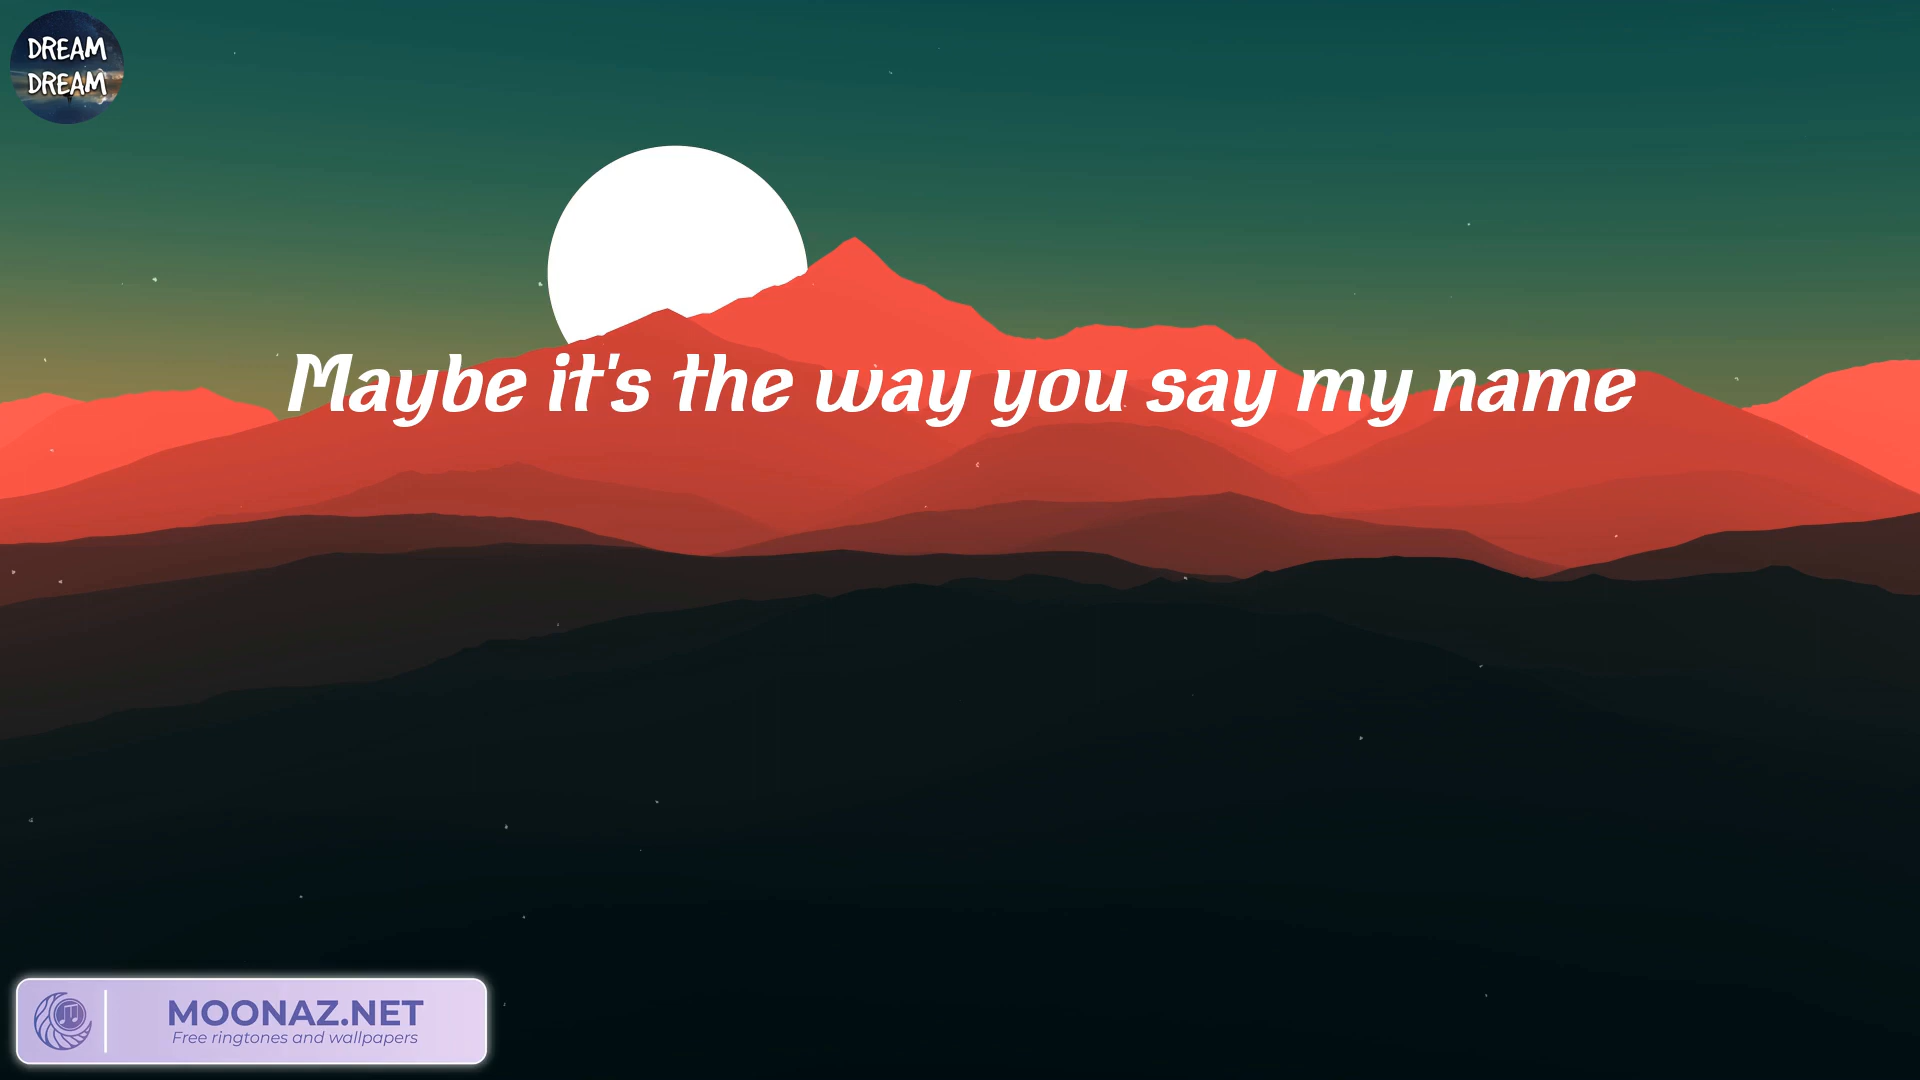 DREAM
DREAM
Maybe it's the way you say my name
MOONAZ.NET
Free ringtones and wallpapers